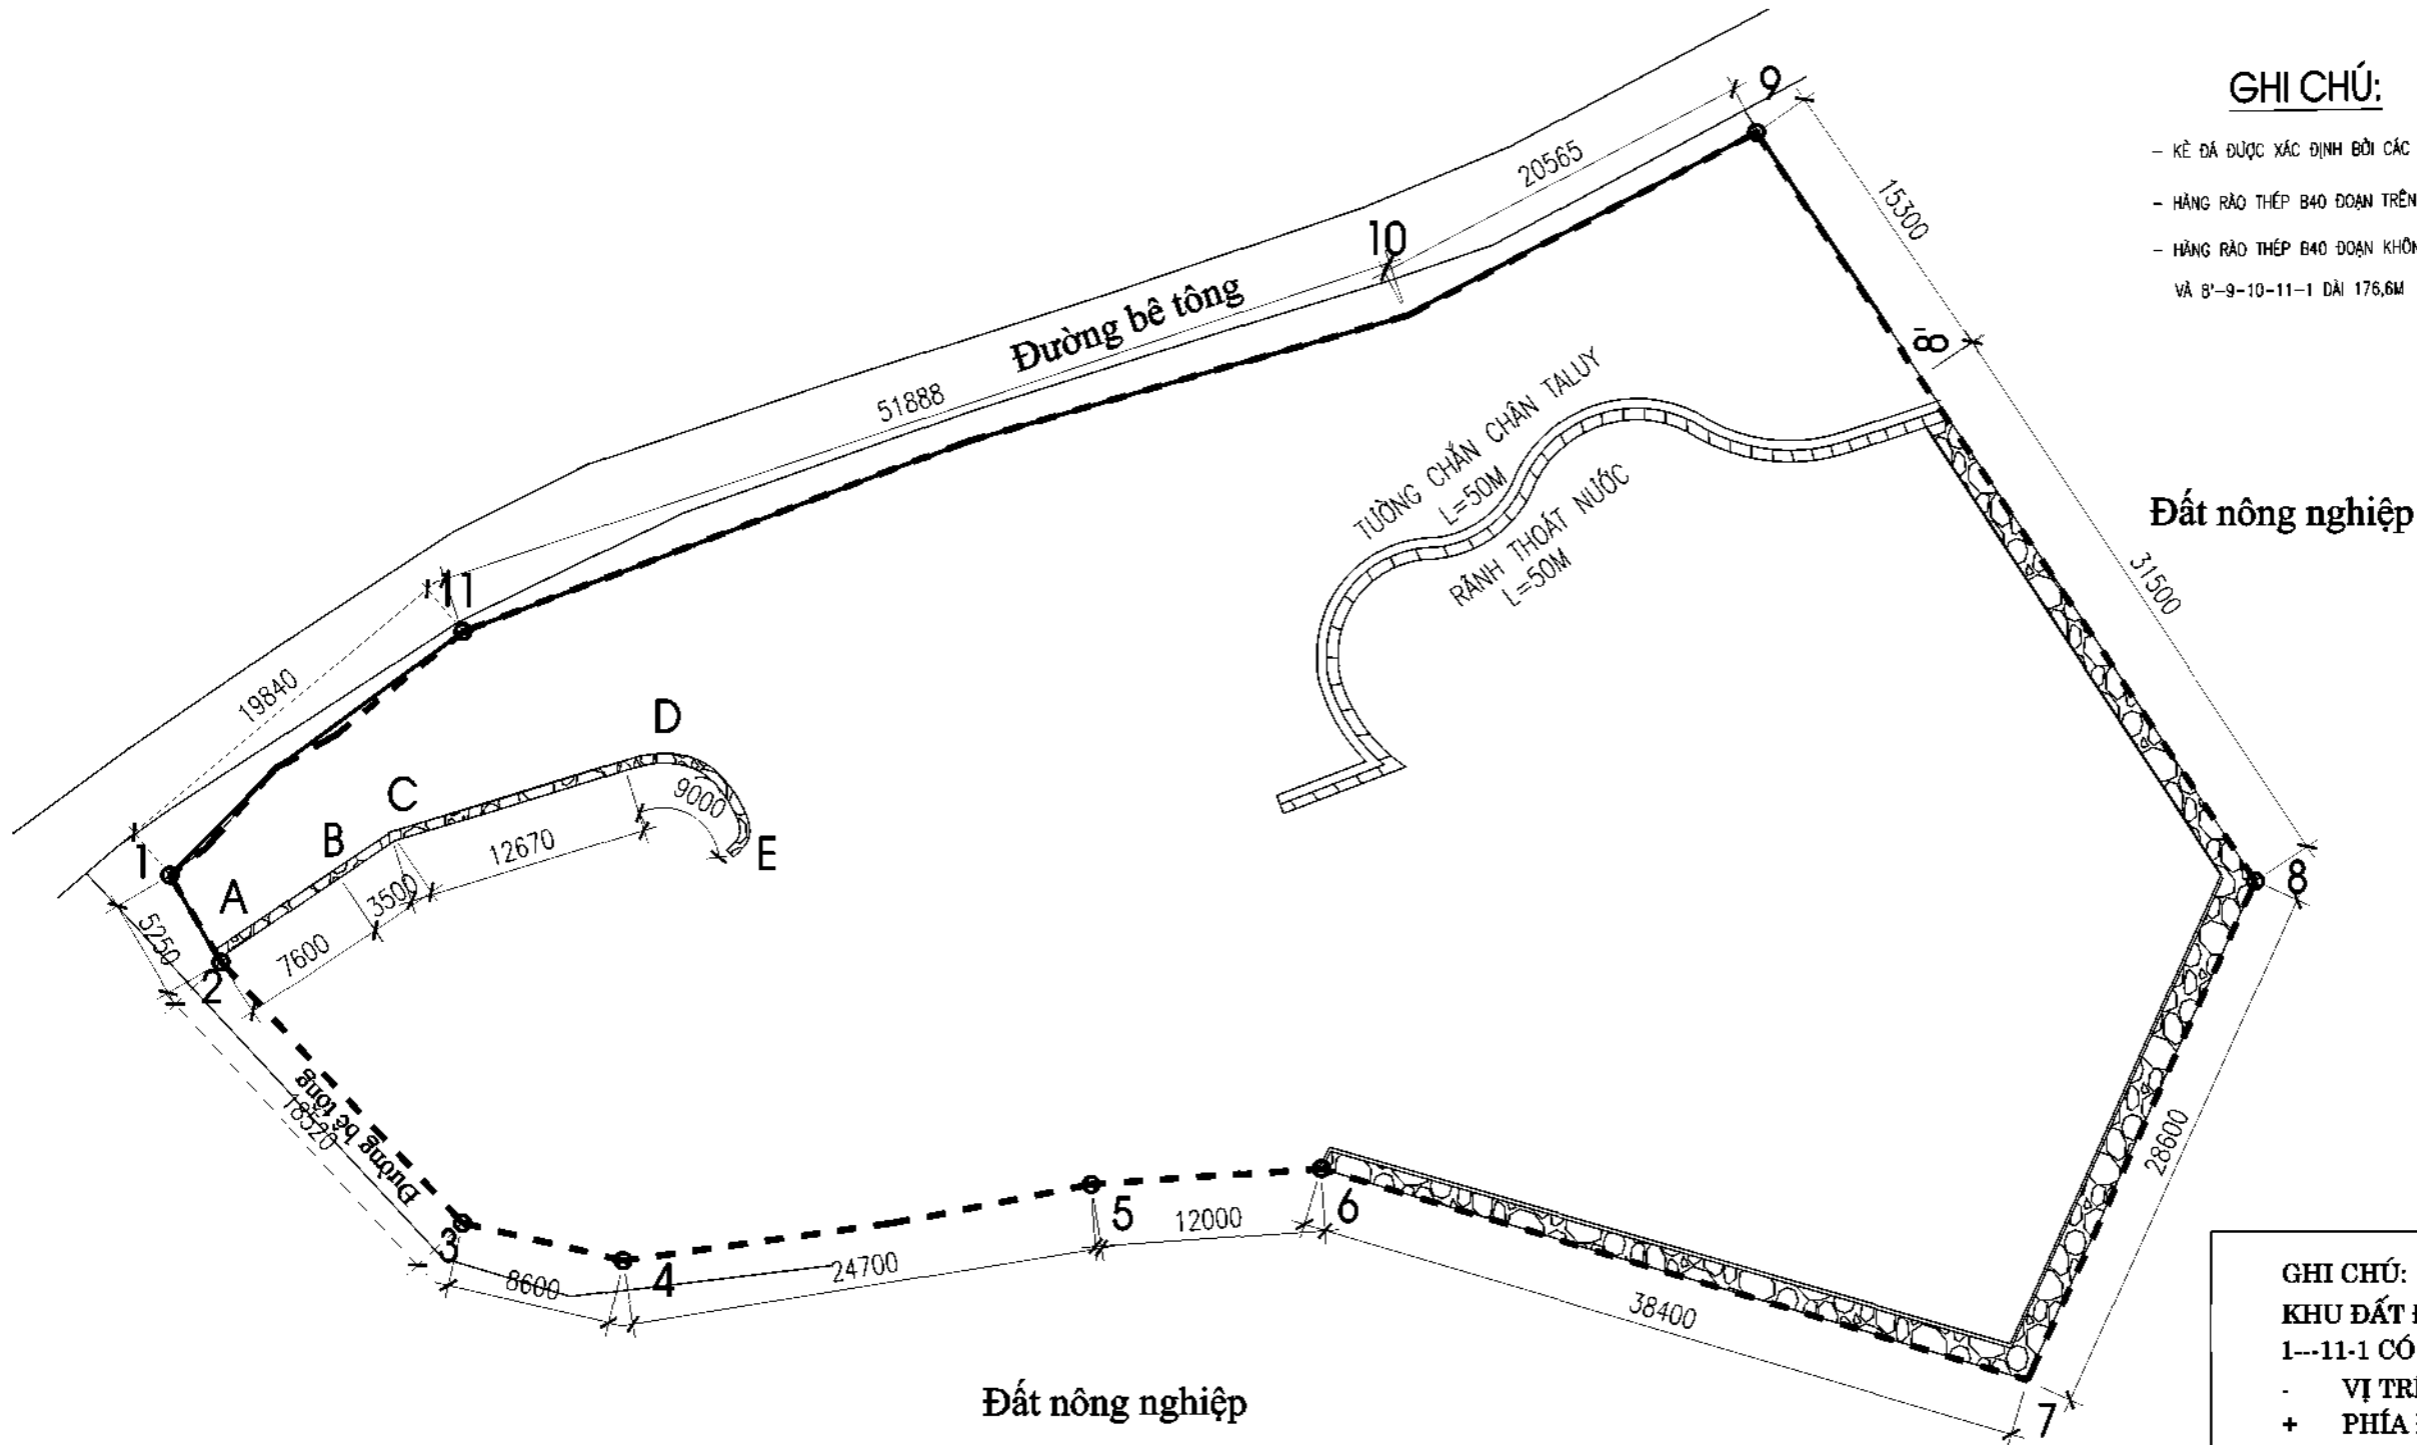 GHI CHÚ:
- KÈ ĐÁ ĐƯỢC XÁC ĐỊNH BỞI CÁC
- HÀNG RÀO THÉP B40 ĐOẠN TRÊN
- HÀNG RÀO THÉP B40 ĐOẠN KHÔN
VÀ 8'-9-10-11-1 DÀI 176,6M
9
20565
15300
10
Đường bê tông
8'
51888
TƯỜNG CHẮN CHÂN TALUY
L=50M
RÃNH THOÁT NƯỚC
L=50M
Đất nông nghiệp
31500
11
19840
D
C
9000
B
E
12670
1
A
3500
8
5250
7600
2
Đường bê tông
18520
28600
5
12000
6
3
8600
4
24700
38400
Đất nông nghiệp
7
GHI CHÚ:
KHU ĐẤT
1---11-1 CÓ
- VỊ TRÍ
+ PHÍA